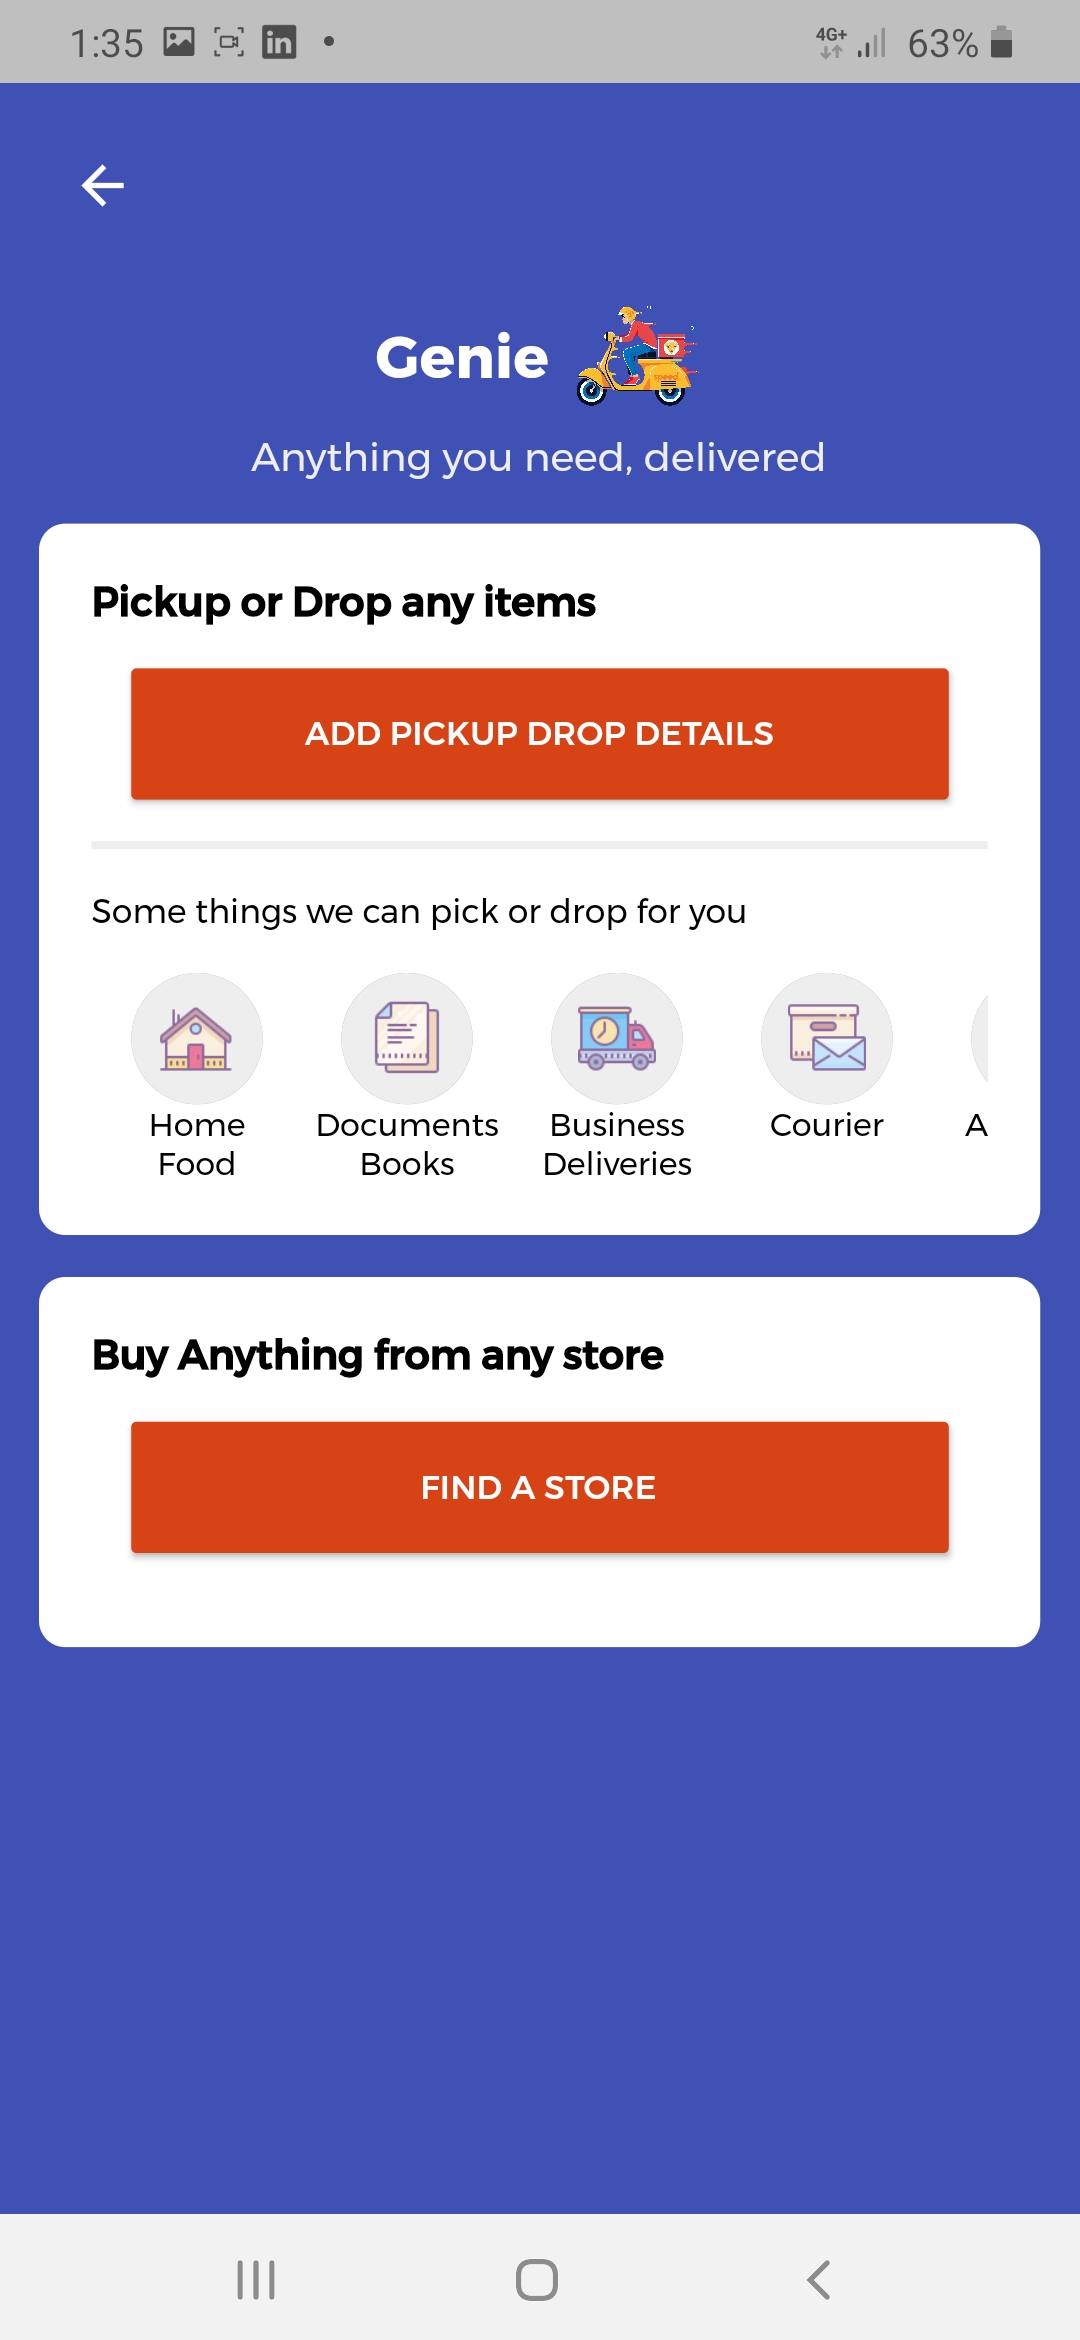 1:35
in
4G+
63%
Genie
Anything you need, delivered
Pickup or Drop any items
ADD PICKUP DROP DETAILS
Some things we can pick or drop for you
Home
Food
Documents
Books
Business
Deliveries
Courier
A
Buy Anything from any store
FIND A STORE